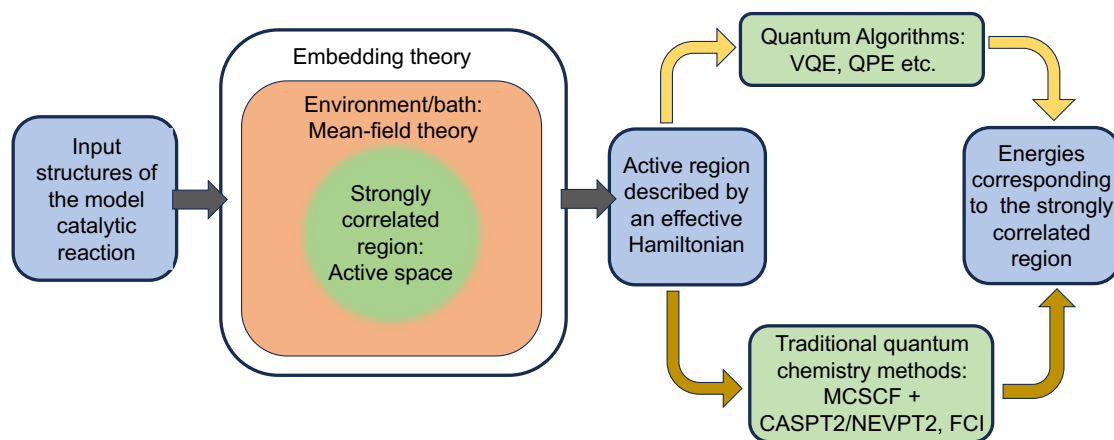 Input
structures of
the model
catalytic
reaction
Embedding theory
Environment/bath:
Mean-field theory
Strongly
correlated
region:
Active space
Active region
described by
an effective
Hamiltonian
Quantum Algorithms:
VQE, QPE etc.
Traditional quantum
chemistry methods:
MCSCF +
CASPT2/NEVPT2, FCI
Energies
corresponding
to the strongly
correlated
region